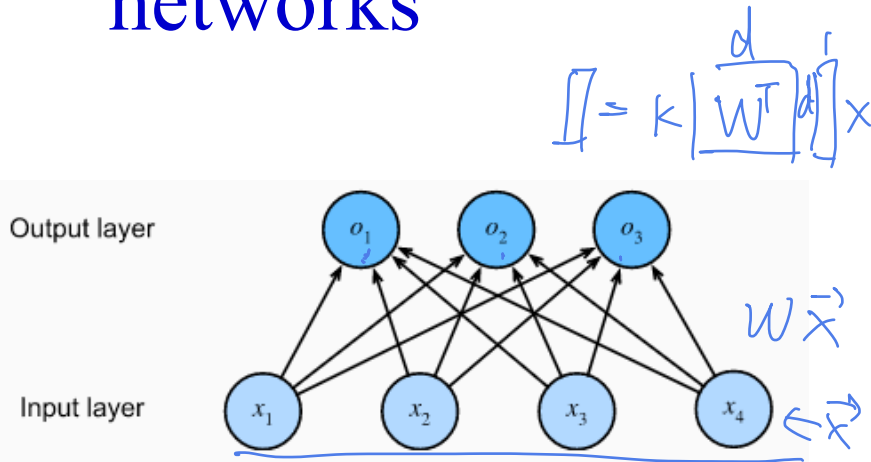 networks
d 1
[] = K [W^T] d [] x
Output layer o₁ o₂ o₃
W x⃗
Input layer x₁ x₂ x₃ x₄ ← x⃗